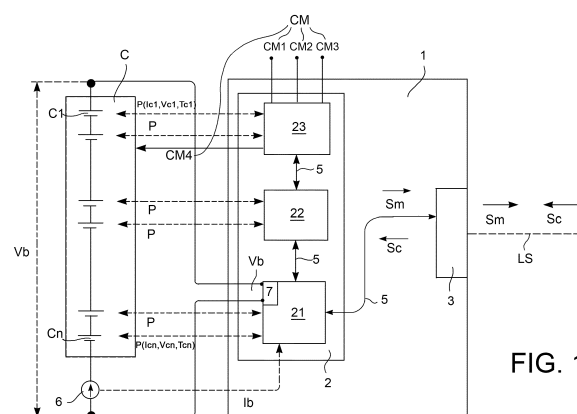 CM
CM1 CM2 CM3
C
1
C1
P(Ic1,Vc1,Tc1)
23
P
CM4
5
Sm
Sm
Sc
P
22
Sc
P
LS
Vb
5
Vb
3
7
5
P
21
Cn
P(Icn,Vcn,Tcn)
2
FIG. 1
6
Ib